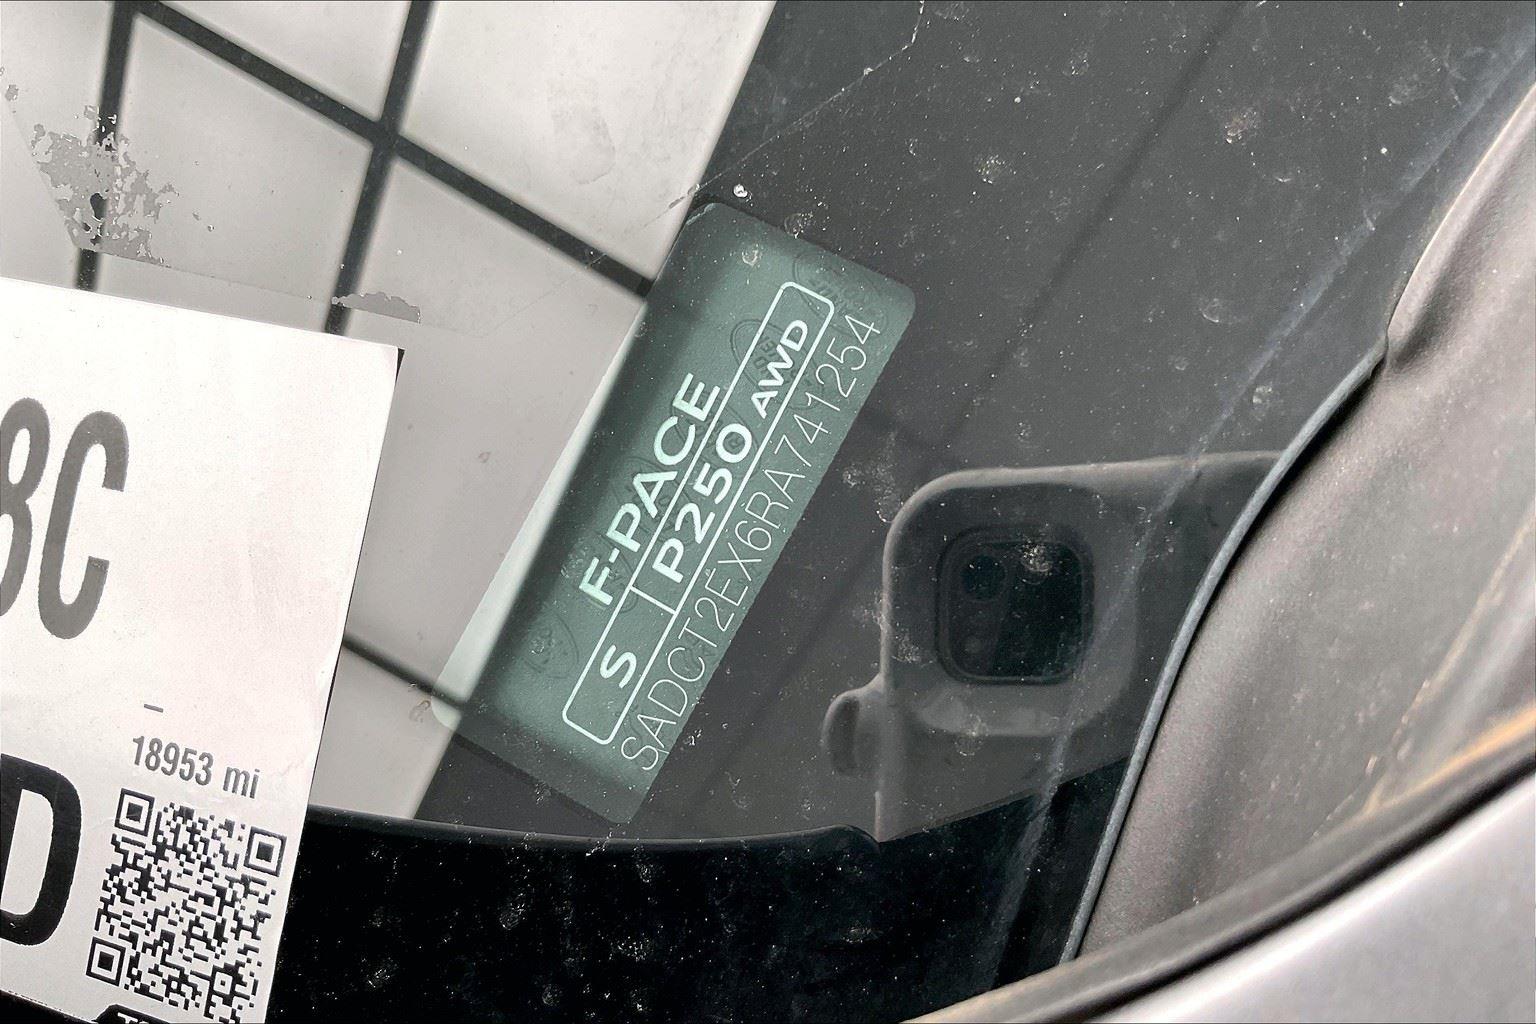 8C
18953 mi
D
F-PACE
S P250 AWD
SADCT2EX6RA741254